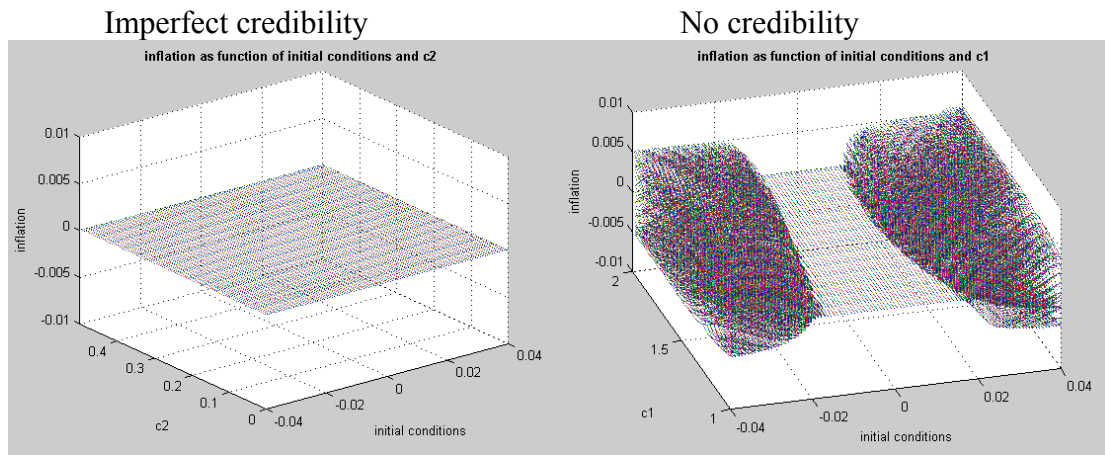 Imperfect credibility
No credibility
inflation as function of initial conditions and c2
0.01
0.005
0
-0.005
-0.01
inflation
0.4
0.3
0.2
0.1
0
c2
-0.04
-0.02
0
0.02
0.04
initial conditions
inflation as function of initial conditions and c1
0.01
0.005
0
-0.005
-0.01
inflation
2
1.5
1
c1
-0.04
-0.02
0
0.02
0.04
initial conditions